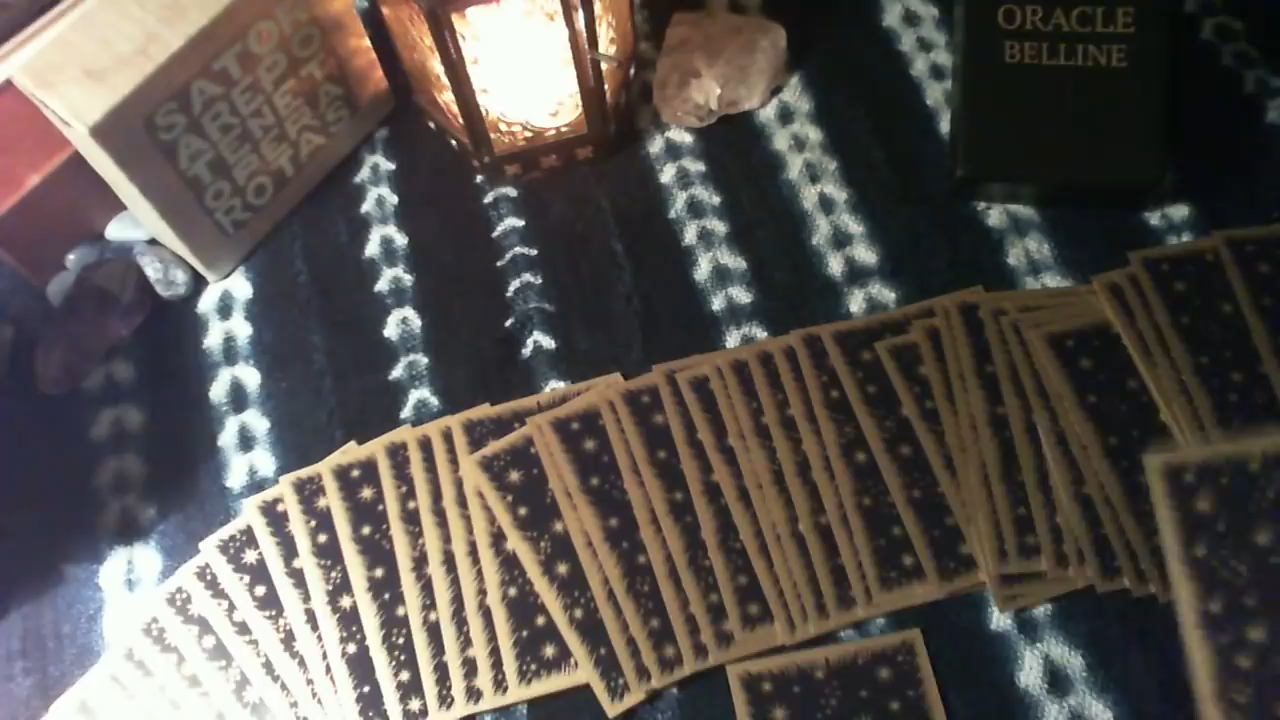 SATOR
AREPO
TENET
OPERA
ROTAS
ORACLE
BELLINE